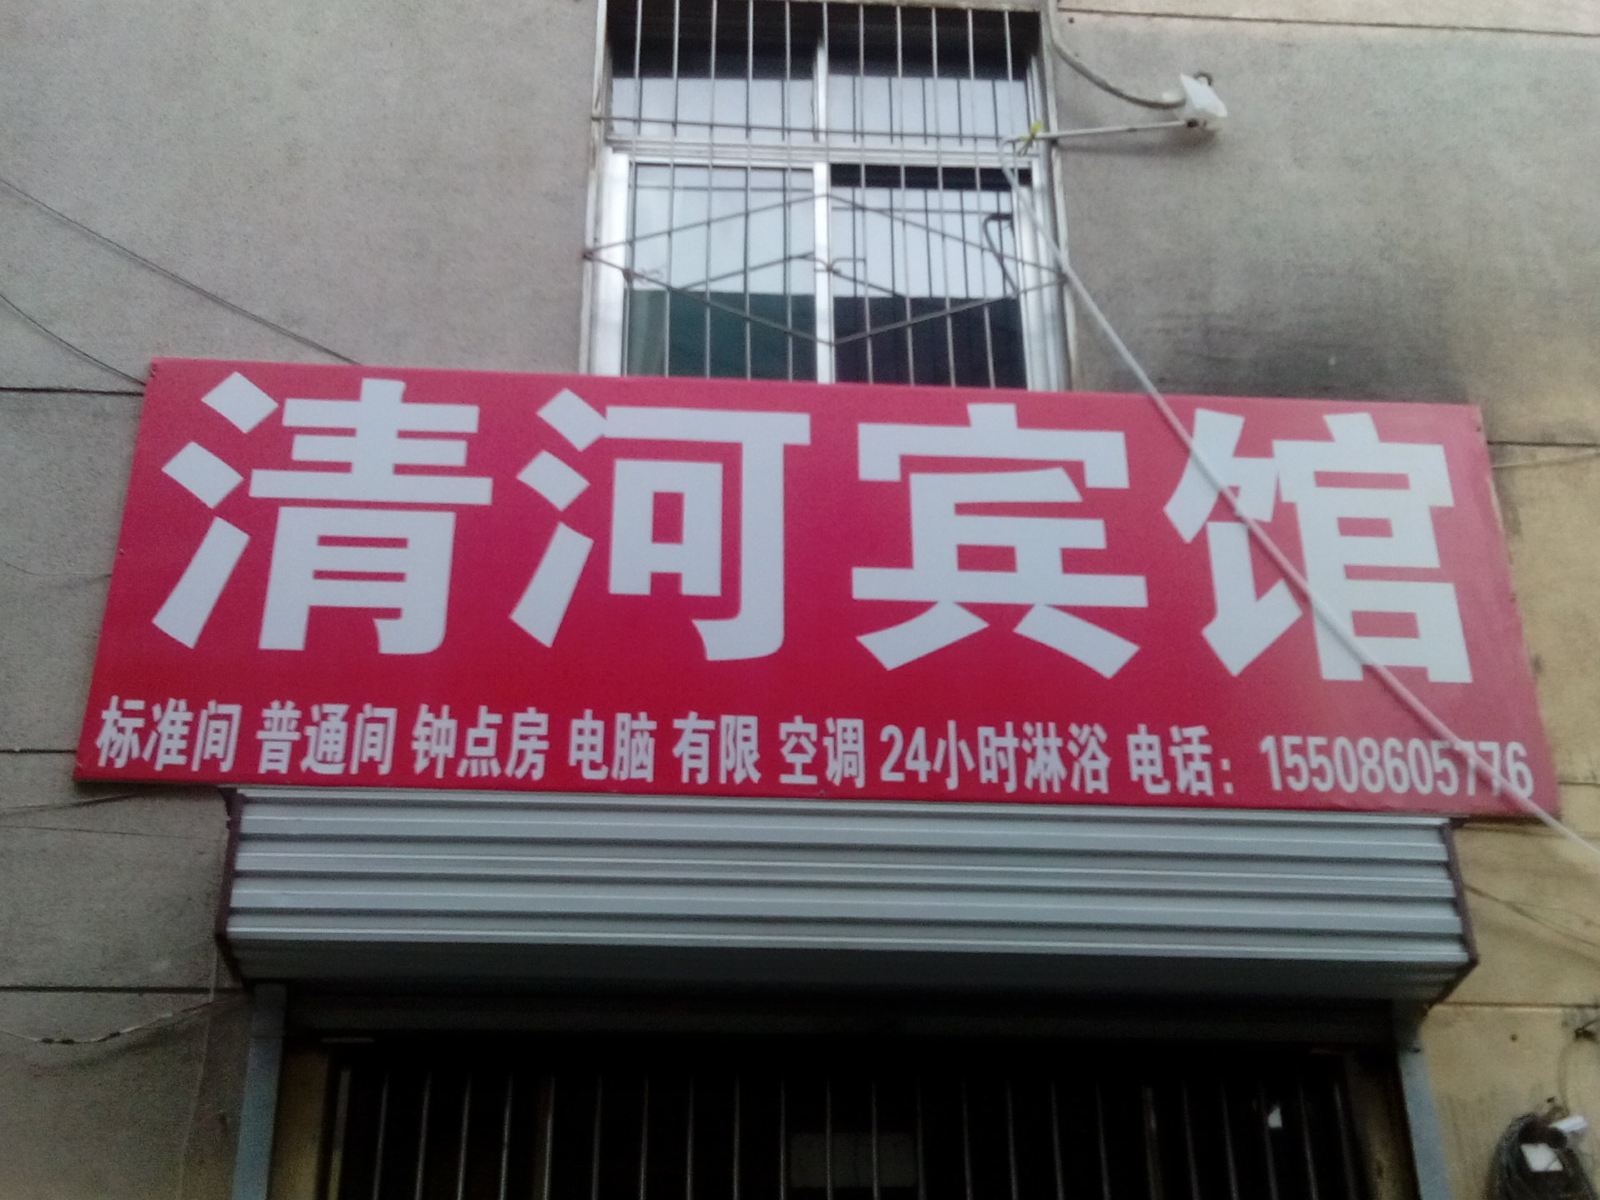 清河宾馆
标准间 普通间 钟点房 电脑 有限 空调 24小时淋浴 电话：15508605776